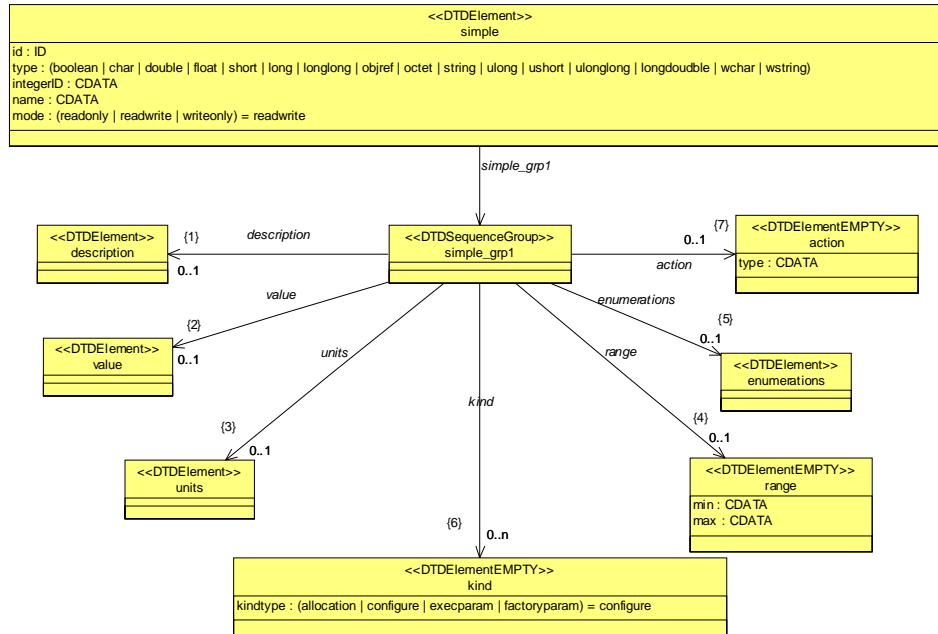 <<DTDElement>>
simple
id : ID
type : (boolean | char | double | float | short | long | longlong | objref | octet | string | ulong | ushort | ulonglong | longdoudble | wchar | wstring)
integerID : CDATA
name : CDATA
mode : (readonly | readwrite | writeonly) = readwrite
simple_grp1
<<DTDElement>>
description
{1}
description
0..1
<<DTDSequenceGroup>>
simple_grp1
{7}
0..1
action
<<DTDElementEMPTY>>
action
type : CDATA
value
{2}
0..1
<<DTDElement>>
value
enumerations
{5}
0..1
<<DTDElement>>
enumerations
units
{3}
0..1
<<DTDElement>>
units
range
{4}
0..1
<<DTDElementEMPTY>>
range
min : CDATA
max : CDATA
kind
{6}
0..n
<<DTDElementEMPTY>>
kind
kindtype : (allocation | configure | execparam | factoryparam) = configure